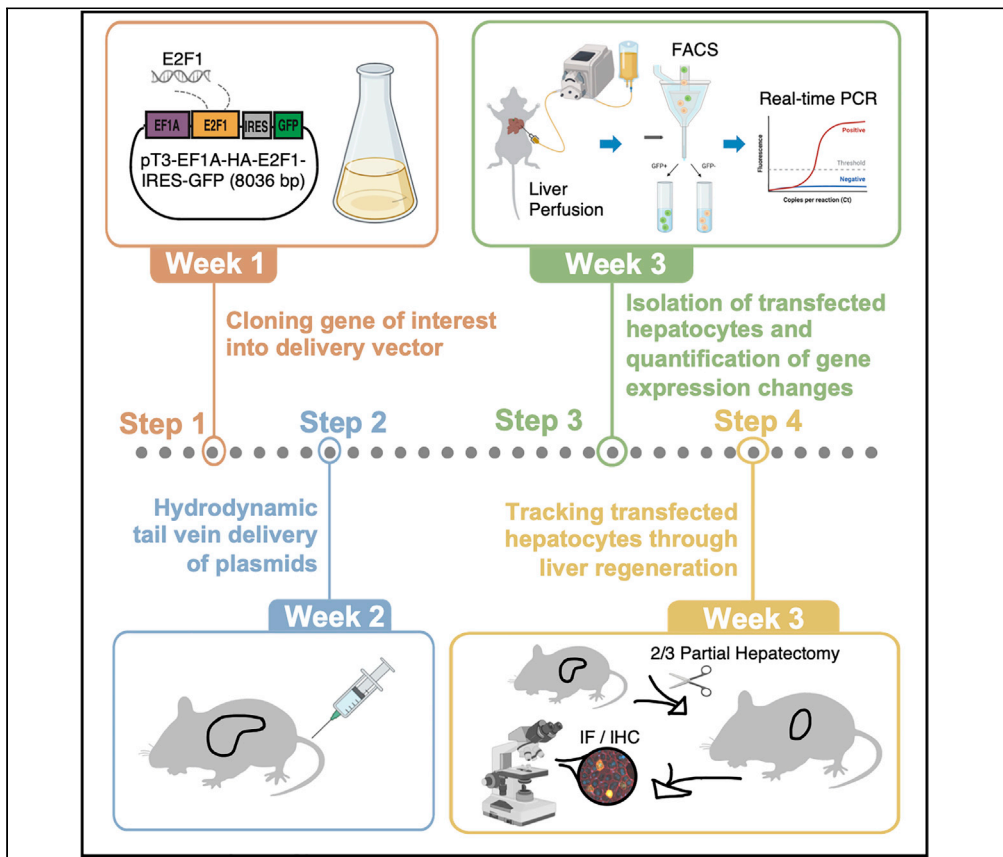 E2F1
EF1A E2F1 IRES GFP
pT3-EF1A-HA-E2F1-
IRES-GFP (8036 bp)
Week 1
Cloning gene of interest
into delivery vector
FACS
GFP+ GFP-
Liver
Perfusion
Real-time PCR
Fluorescence
Positive
Threshold
Negative
Copies per reaction (Ct)
Week 3
Isolation of transfected
hepatocytes and
quantification of gene
expression changes
Step 1
Step 2
Step 3
Step 4
Hydrodynamic
tail vein delivery
of plasmids
Week 2
Tracking transfected
hepatocytes through
liver regeneration
Week 3
2/3 Partial Hepatectomy
IF / IHC